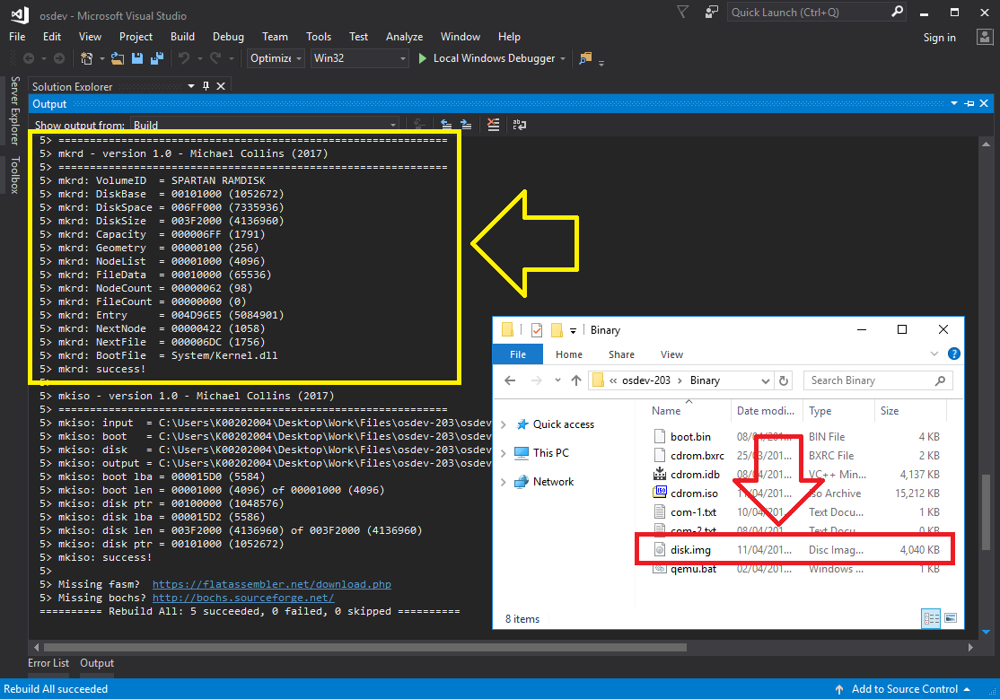 osdev - Microsoft Visual Studio
Quick Launch (Ctrl+Q)
File Edit View Project Build Debug Team Tools Test Analyze Window Help
Sign in
Optimize Win32 Local Windows Debugger
Server Explorer
Toolbox
Solution Explorer
Output
Show output from: Build
5> ==============================================================
5> mkrd - version 1.0 - Michael Collins (2017)
5> ==============================================================
5> mkrd: VolumeID = SPARTAN RAMDISK
5> mkrd: DiskBase = 00101000 (1052672)
5> mkrd: DiskSpace = 006FF000 (7335936)
5> mkrd: DiskSize = 003F2000 (4136960)
5> mkrd: Capacity = 000006FF (1791)
5> mkrd: Geometry = 00000100 (256)
5> mkrd: NodeList = 00001000 (4096)
5> mkrd: FileData = 00010000 (65536)
5> mkrd: NodeCount = 00000062 (98)
5> mkrd: FileCount = 00000000 (0)
5> mkrd: Entry = 004D96E5 (5084901)
5> mkrd: NextNode = 00000422 (1058)
5> mkrd: NextFile = 000006DC (1756)
5> mkrd: BootFile = System/Kernel.dll
5> mkrd: success!
5> mkiso - version 1.0 - Michael Collins (2017)
5> ==============================================================
5> mkiso: input = C:\Users\K00202004\Desktop\Work\Files\osdev-203\osdev
5> mkiso: boot = C:\Users\K00202004\Desktop\Work\Files\osdev-203\osdev
5> mkiso: disk = C:\Users\K00202004\Desktop\Work\Files\osdev-203\osdev
5> mkiso: output = C:\Users\K00202004\Desktop\Work\Files\osdev-203\osdev
5> mkiso: boot lba = 000015D0 (5584)
5> mkiso: boot len = 00001000 (4096) of 00001000 (4096)
5> mkiso: disk ptr = 00100000 (1048576)
5> mkiso: disk lba = 000015D2 (5586)
5> mkiso: disk len = 003F2000 (4136960) of 003F2000 (4136960)
5> mkiso: disk ptr = 00101000 (1052672)
5> mkiso: success!
5>
5> Missing fasm? https://flatassembler.net/download.php
5> Missing bochs? http://bochs.sourceforge.net/
========== Rebuild All: 5 succeeded, 0 failed, 0 skipped ==========
Binary
File Home Share View
« osdev-203 › Binary
Search Binary
Quick access
This PC
Network
Name Date modi... Type Size
boot.bin BIN File 4 KB
cdrom.bxrc BXRC File 2 KB
cdrom.idb VC++ Min... 4,137 KB
cdrom.iso Iso Archive 15,212 KB
com-1.txt 10/04/201... Text Docu... 1 KB
com-2.txt Text Docu... 0 KB
disk.img 11/04/201... Disc Imag... 4,040 KB
qemu.bat 02/04/201... Windows ... 1 KB
8 items
Error List Output
Rebuild All succeeded
Add to Source Control